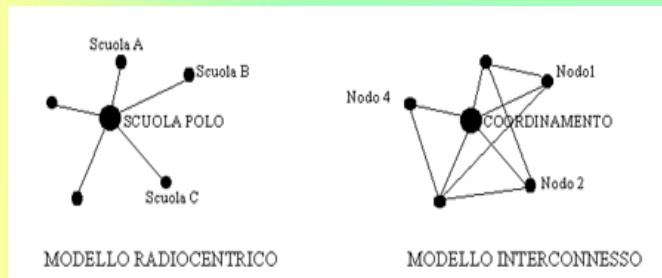 Scuola A
Scuola B
SCUOLA POLO
Scuola C
MODELLO RADIOCENTRICO
Nodo1
Nodo 4
COORDINAMENTO
Nodo 2
MODELLO INTERCONNESSO